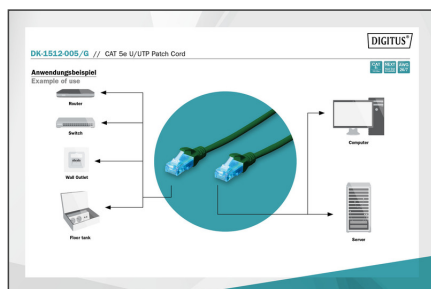 DIGITUS®
DK-1512-005/G // CAT 5e U/UTP Patch Cord
Anwendungsbeispiel
Example of use
Router
Switch
Wall Outlet
Floor tank
Computer
Server